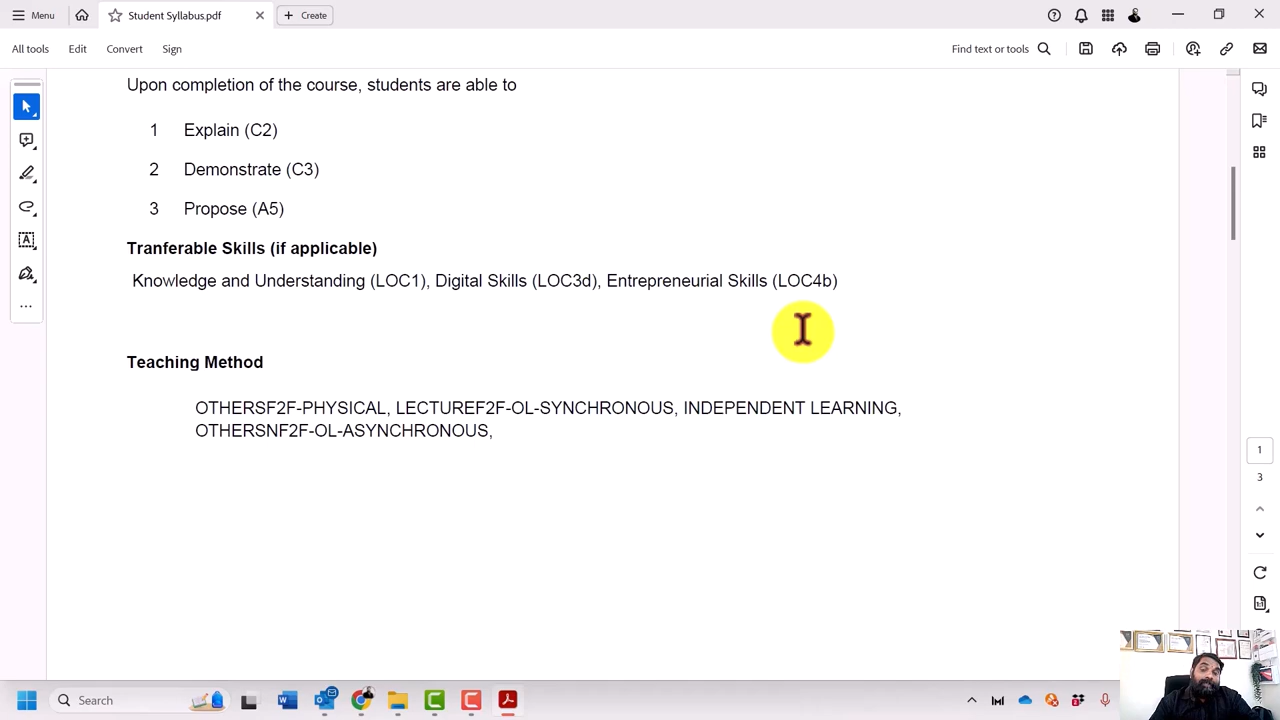 Menu
Student Syllabus.pdf
Create
All tools
Edit
Convert
Sign
Find text or tools
Upon completion of the course, students are able to
1 Explain (C2)
2 Demonstrate (C3)
3 Propose (A5)
Tranferable Skills (if applicable)
Knowledge and Understanding (LOC1), Digital Skills (LOC3d), Entrepreneurial Skills (LOC4b)
Teaching Method
OTHERSF2F-PHYSICAL, LECTUREF2F-OL-SYNCHRONOUS, INDEPENDENT LEARNING,
OTHERSNF2F-OL-ASYNCHRONOUS,
1
3
Search